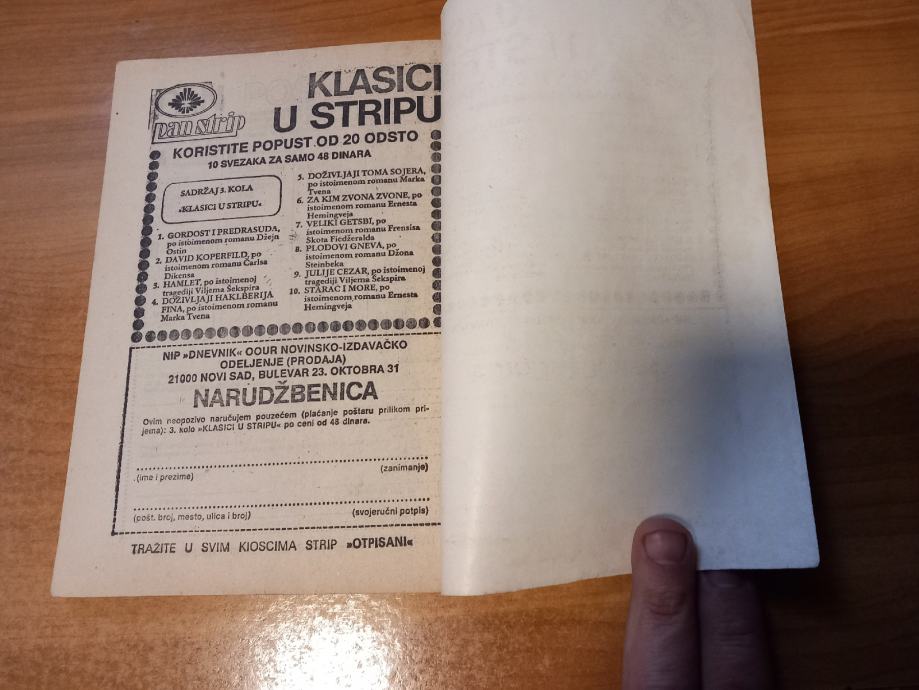 pan strip
KLASICI
U STRIPU
KORISTITE POPUST OD 20 ODSTO
10 SVEZAKA ZA SAMO 48 DINARA
SADRŽAJ 3. KOLA
»KLASICI U STRIPU«
1. GORDOST I PREDRASUDA,
po istoimenom romanu Džejn
Ostin
2. DAVID KOPERFILD, po
istoimenom romanu Čarlsa
Dikensa
3. HAMLET, po istoimenoj
tragediji Viljema Šekspira
4. DOŽIVLJAJI HAKLBERIJA
FINA, po istoimenom romanu
Marka Tvena
5. DOŽIVLJAJI TOMA SOJERA,
po istoimenom romanu Marka
Tvena
6. ZA KIM ZVONA ZVONE, po
istoimenom romanu Ernesta
Hemingveja
7. VELIKI GETSBI, po
istoimenom romanu Frensisa
Skota Ficdžeralda
8. PLODOVI GNEVA, po
istoimenom romanu Džona
Steinbeka
9. JULIJE CEZAR, po istoimenoj
tragediji Viljema Šekspira
10. STARAC I MORE, po
istoimenom romanu Ernesta
Hemingveja
NIP »DNEVNIK« OOUR NOVINSKO-IZDAVAČKO
ODELJENJE (PRODAJA)
21000 NOVI SAD, BULEVAR 23. OKTOBRA 31
NARUDŽBENICA
Ovim neopozivo naručujem pouzećem (plaćanje poštaru prilikom pri-
jema): 3. kolo »KLASICI U STRIPU« po ceni od 48 dinara.
(ime i prezime) (zanimanje)
(pošt. broj, mesto, ulica i broj) (svojeručni potpis)
TRAŽITE U SVIM KIOSCIMA STRIP »OTPISANI«